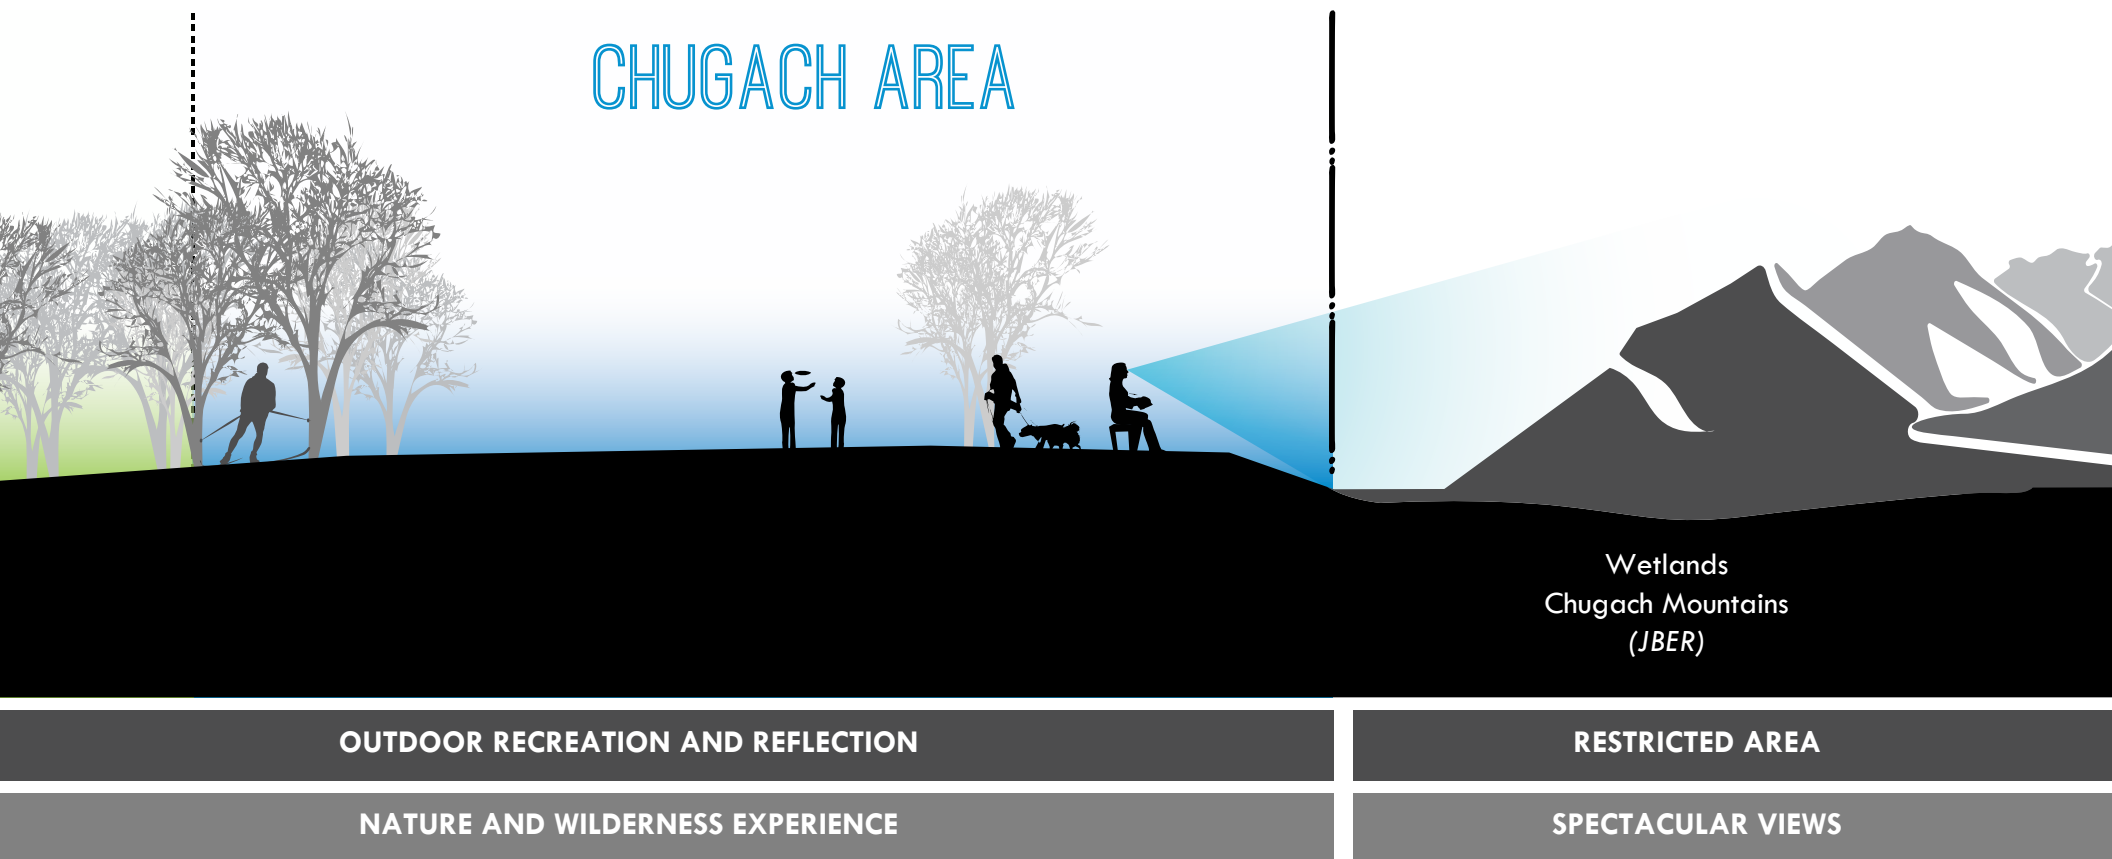 CHUGACH AREA
Wetlands
Chugach Mountains
(JBER)
OUTDOOR RECREATION AND REFLECTION
RESTRICTED AREA
NATURE AND WILDERNESS EXPERIENCE
SPECTACULAR VIEWS